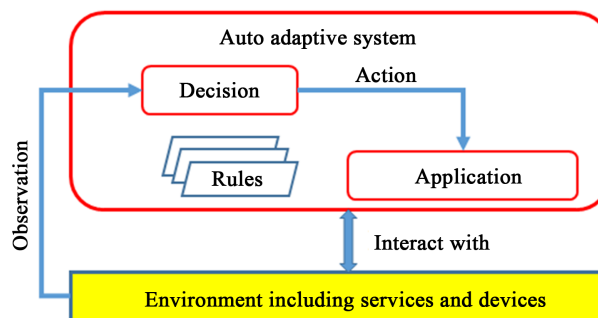 Auto adaptive system
Decision
Action
Rules
Application
Observation
Interact with
Environment including services and devices